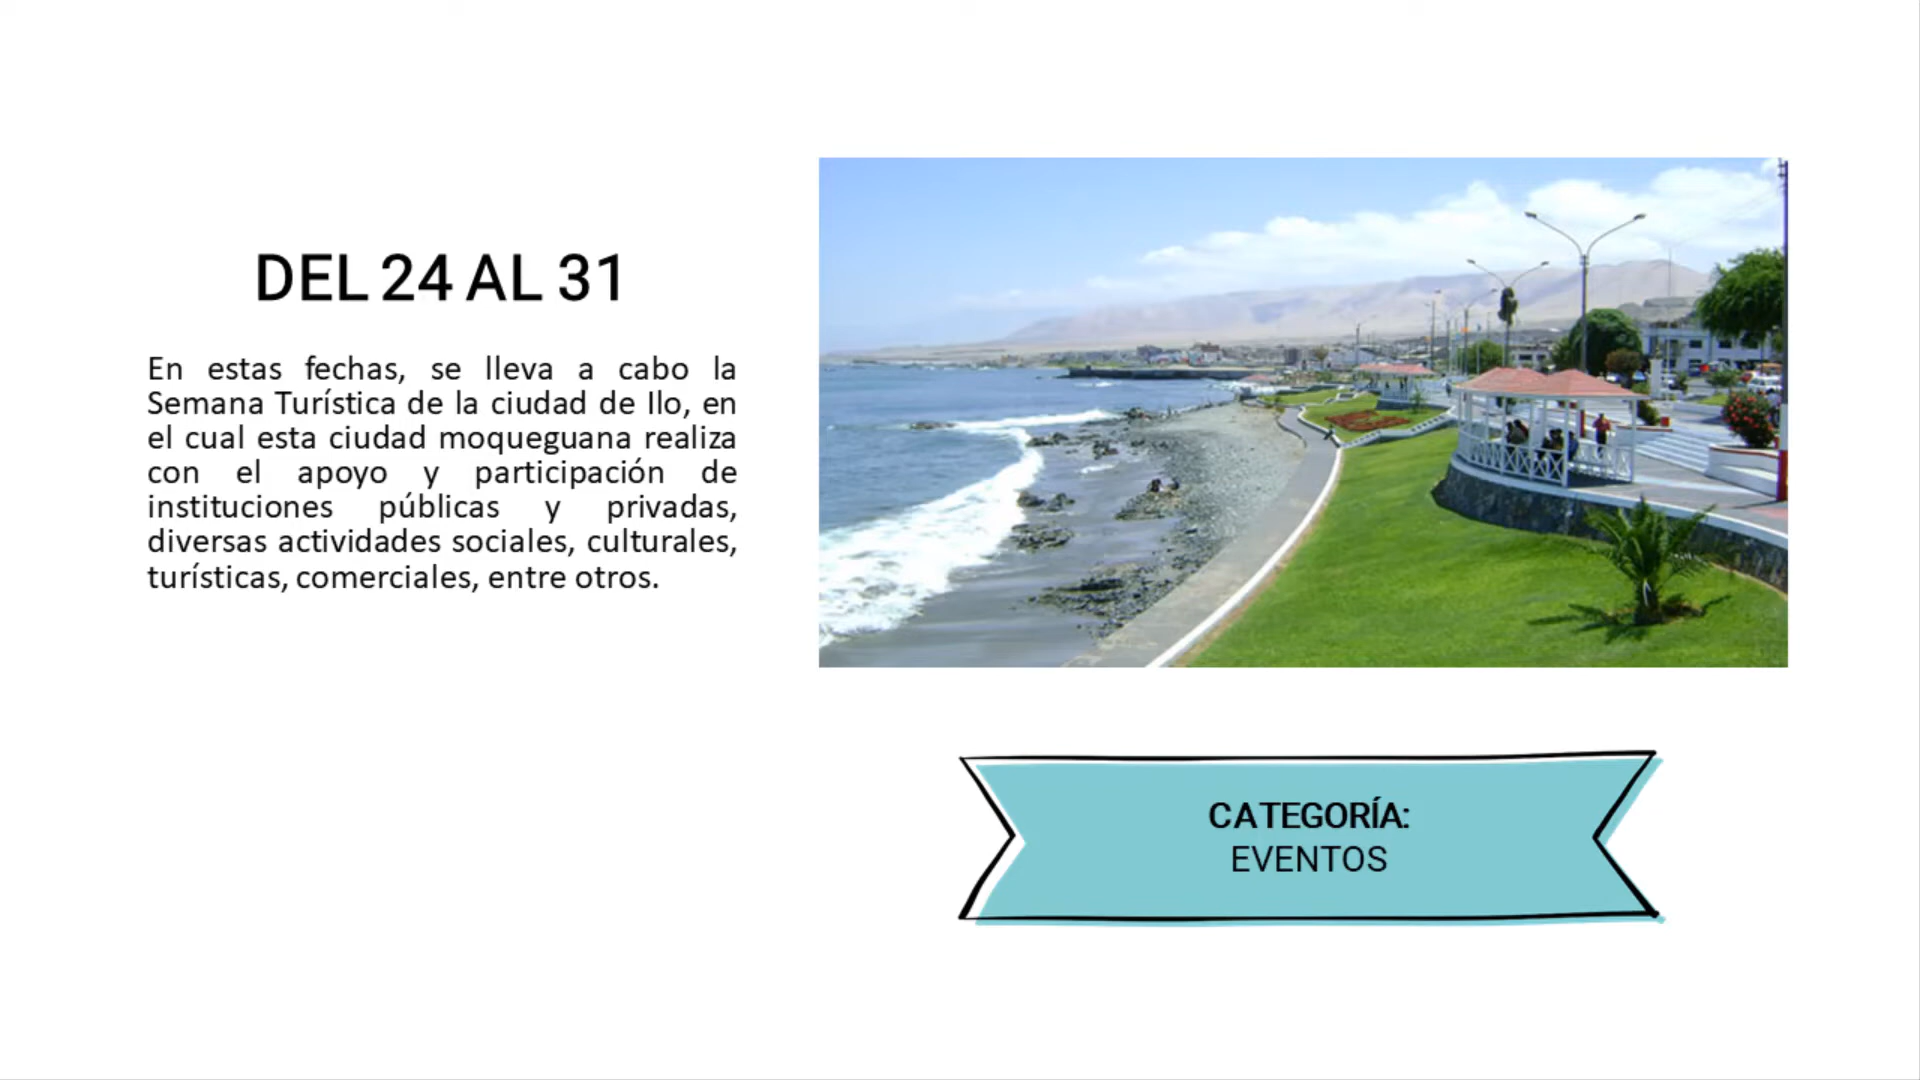 DEL 24 AL 31
En estas fechas, se lleva a cabo la
Semana Turística de la ciudad de Ilo, en
el cual esta ciudad moqueguana realiza
con el apoyo y participación de
instituciones públicas y privadas,
diversas actividades sociales, culturales,
turísticas, comerciales, entre otros.
CATEGORÍA:
EVENTOS